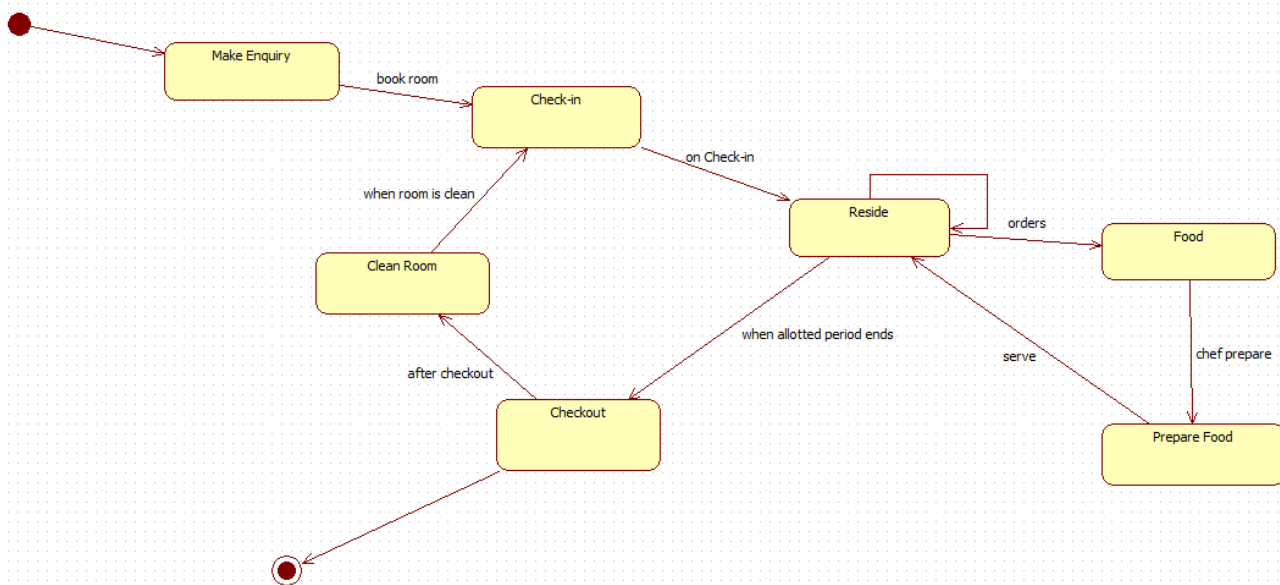 Make Enquiry
book room
Check-in
on Check-in
when room is clean
Reside
orders
Food
Clean Room
when allotted period ends
serve
chef prepare
after checkout
Checkout
Prepare Food